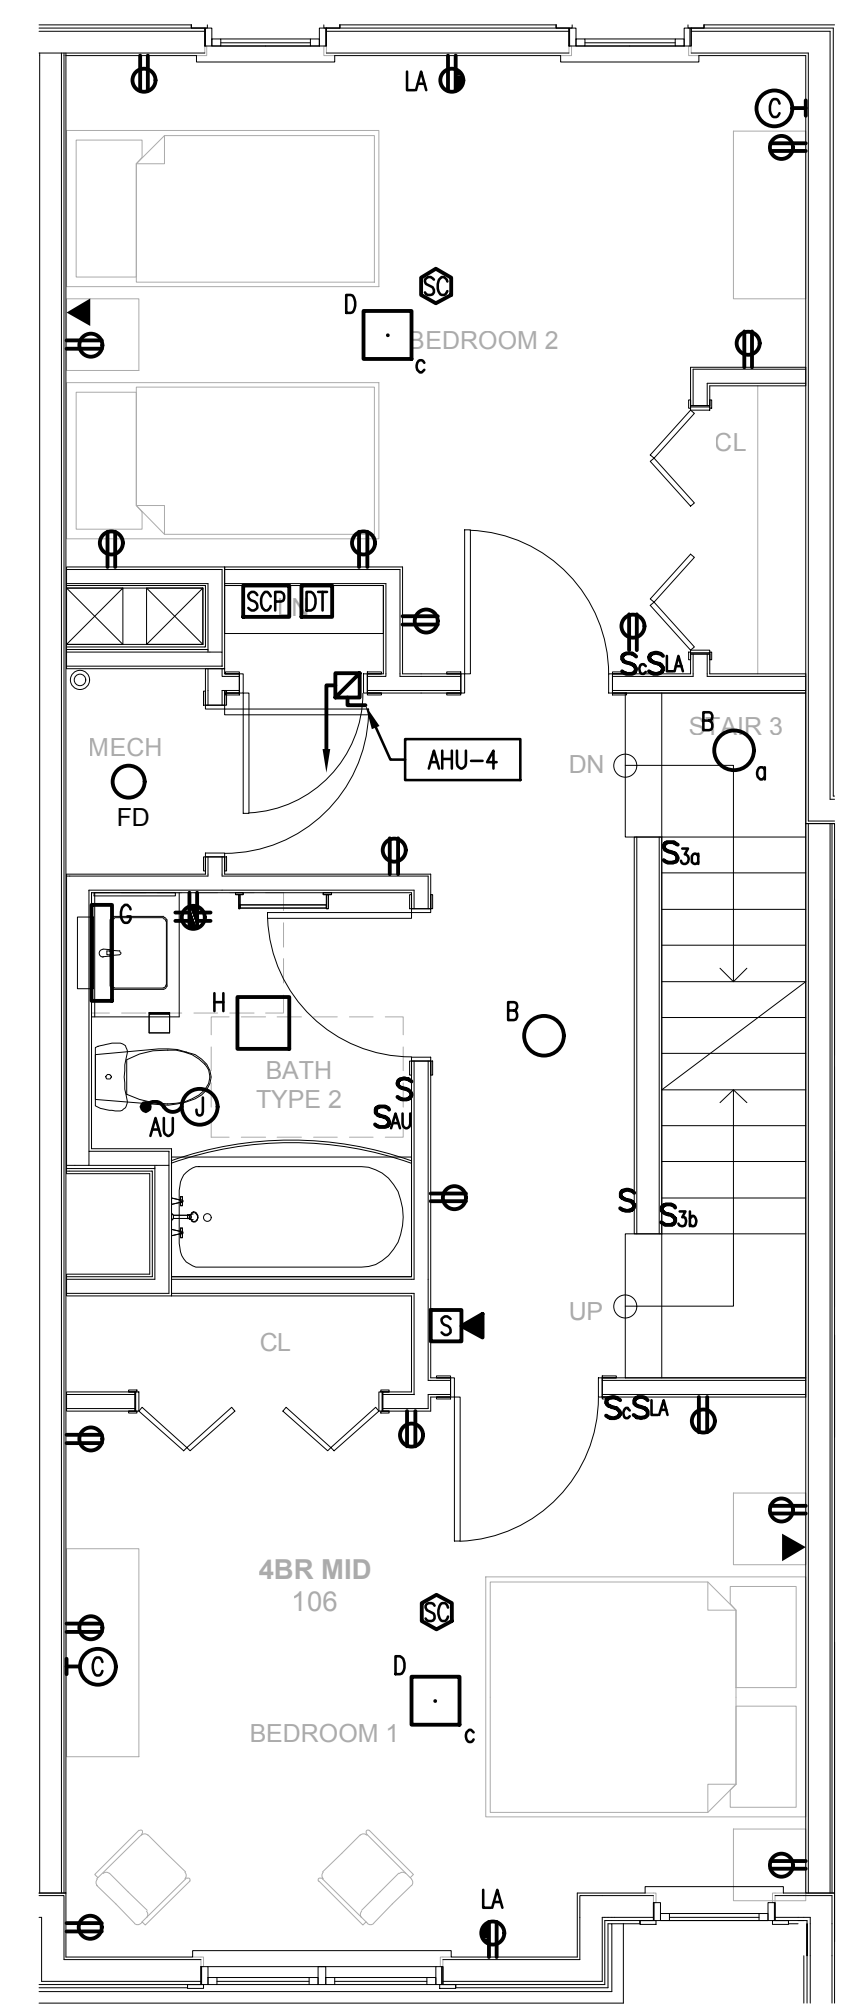 LA
C
SC
D
BEDROOM 2
c
CL
SCP
DT
ScSLA
B
STAIR 3
a
MECH
AHU-4
DN
FD
S3a
G
H
B
BATH
TYPE 2
S
SAU
J
AU
S
S3b
S
UP
CL
ScSLA
4BR MID
106
SC
C
D
BEDROOM 1
c
LA